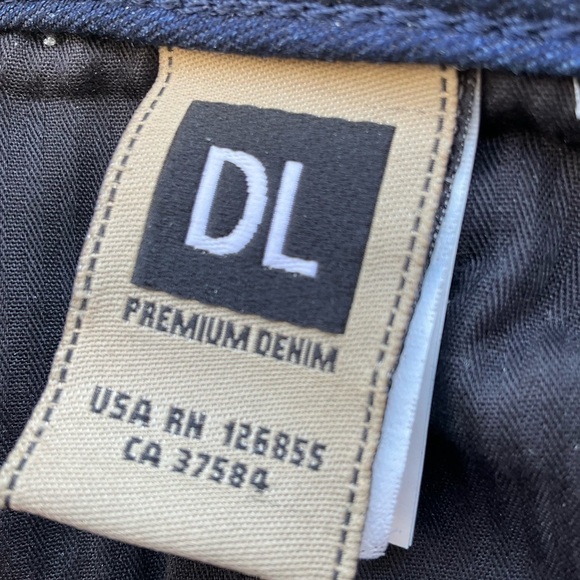 DL
PREMIUM DENIM
USA RN 126855
CA 37584